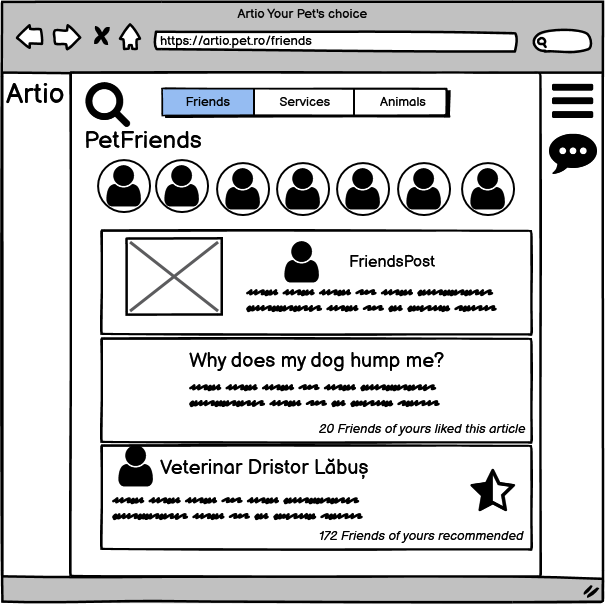 Artio Your Pet's choice
https://artio.pet.ro/friends
Artio
Friends Services Animals
PetFriends
FriendsPost
Why does my dog hump me?
20 Friends of yours liked this article
Veterinar Dristor Lăbuș
172 Friends of yours recommended